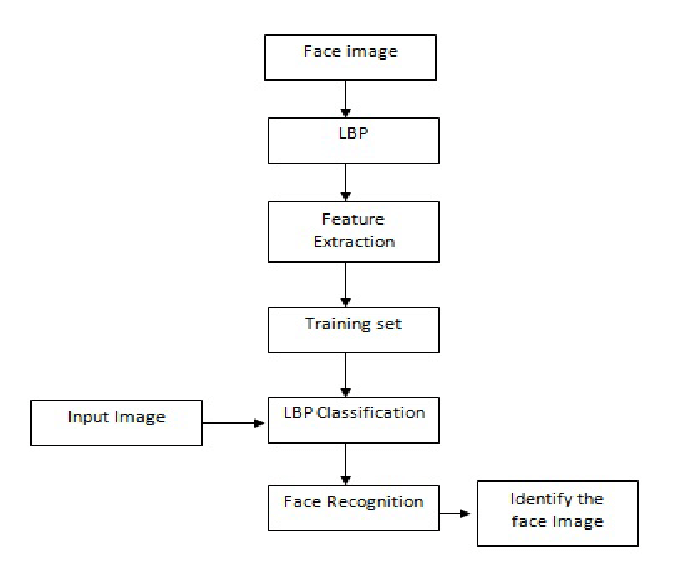 Face image
LBP
Feature
Extraction
Training set
Input Image
LBP Classification
Face Recognition
Identify the
face Image